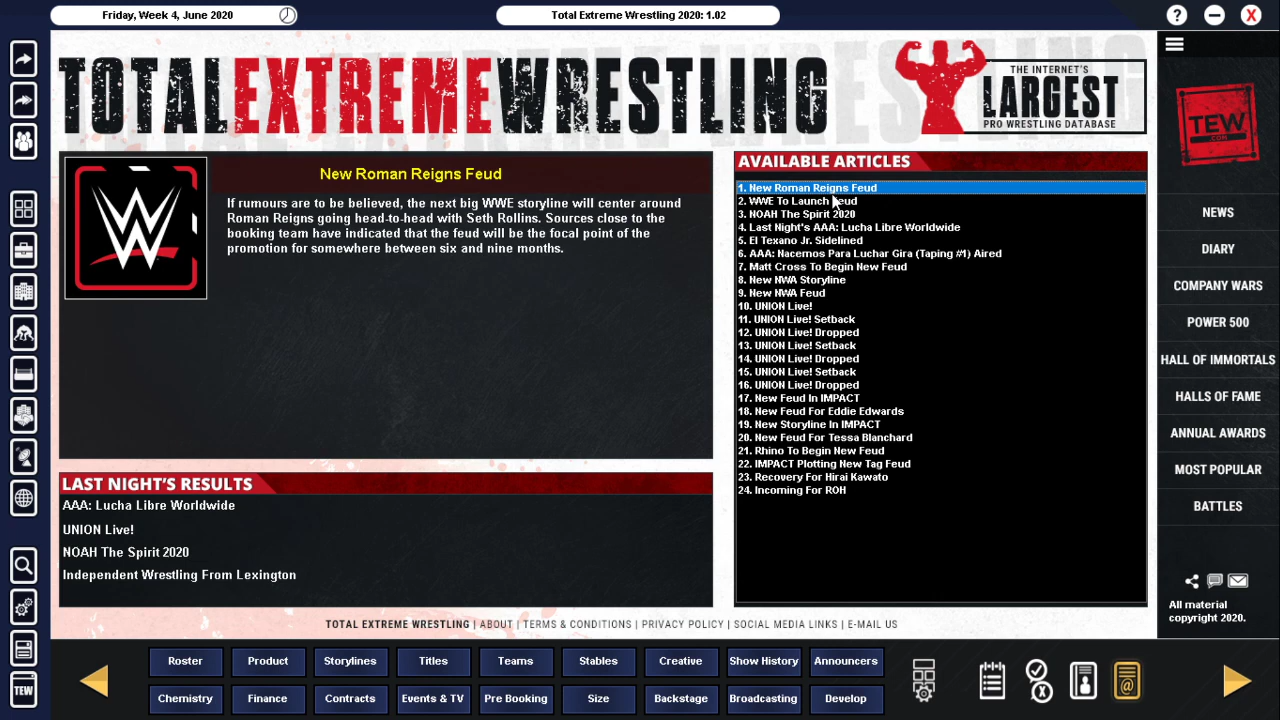 Friday, Week 4, June 2020
Total Extreme Wrestling 2020: 1.02
? – X
TOTALEXTREMEWRESTLING
THE INTERNET'S
LARGEST
PRO WRESTLING DATABASE
TEW
.COM
New Roman Reigns Feud
If rumours are to be believed, the next big WWE storyline will center around
Roman Reigns going head-to-head with Seth Rollins. Sources close to the
booking team have indicated that the feud will be the focal point of the
promotion for somewhere between six and nine months.
LAST NIGHT'S RESULTS
AAA: Lucha Libre Worldwide
UNION Live!
NOAH The Spirit 2020
Independent Wrestling From Lexington
AVAILABLE ARTICLES
1. New Roman Reigns Feud
2. WWE To Launch Feud
3. NOAH The Spirit 2020
4. Last Night's AAA: Lucha Libre Worldwide
5. El Texano Jr. Sidelined
6. AAA: Nacemos Para Luchar Gira (Taping #1) Aired
7. Matt Cross To Begin New Feud
8. New NWA Storyline
9. New NWA Feud
10. UNION Live!
11. UNION Live! Setback
12. UNION Live! Dropped
13. UNION Live! Setback
14. UNION Live! Dropped
15. UNION Live! Setback
16. UNION Live! Dropped
17. New Feud In IMPACT
18. New Feud For Eddie Edwards
19. New Storyline In IMPACT
20. New Feud For Tessa Blanchard
21. Rhino To Begin New Feud
22. IMPACT Plotting New Tag Feud
23. Recovery For Hirai Kawato
24. Incoming For ROH
NEWS
DIARY
COMPANY WARS
POWER 500
HALL OF IMMORTALS
HALLS OF FAME
ANNUAL AWARDS
MOST POPULAR
BATTLES
All material
copyright 2020.
TOTAL EXTREME WRESTLING | ABOUT | TERMS & CONDITIONS | PRIVACY POLICY | SOCIAL MEDIA LINKS | E-MAIL US
Roster Product Storylines Titles Teams Stables Creative Show History Announcers
Chemistry Finance Contracts Events & TV Pre Booking Size Backstage Broadcasting Develop
TEW